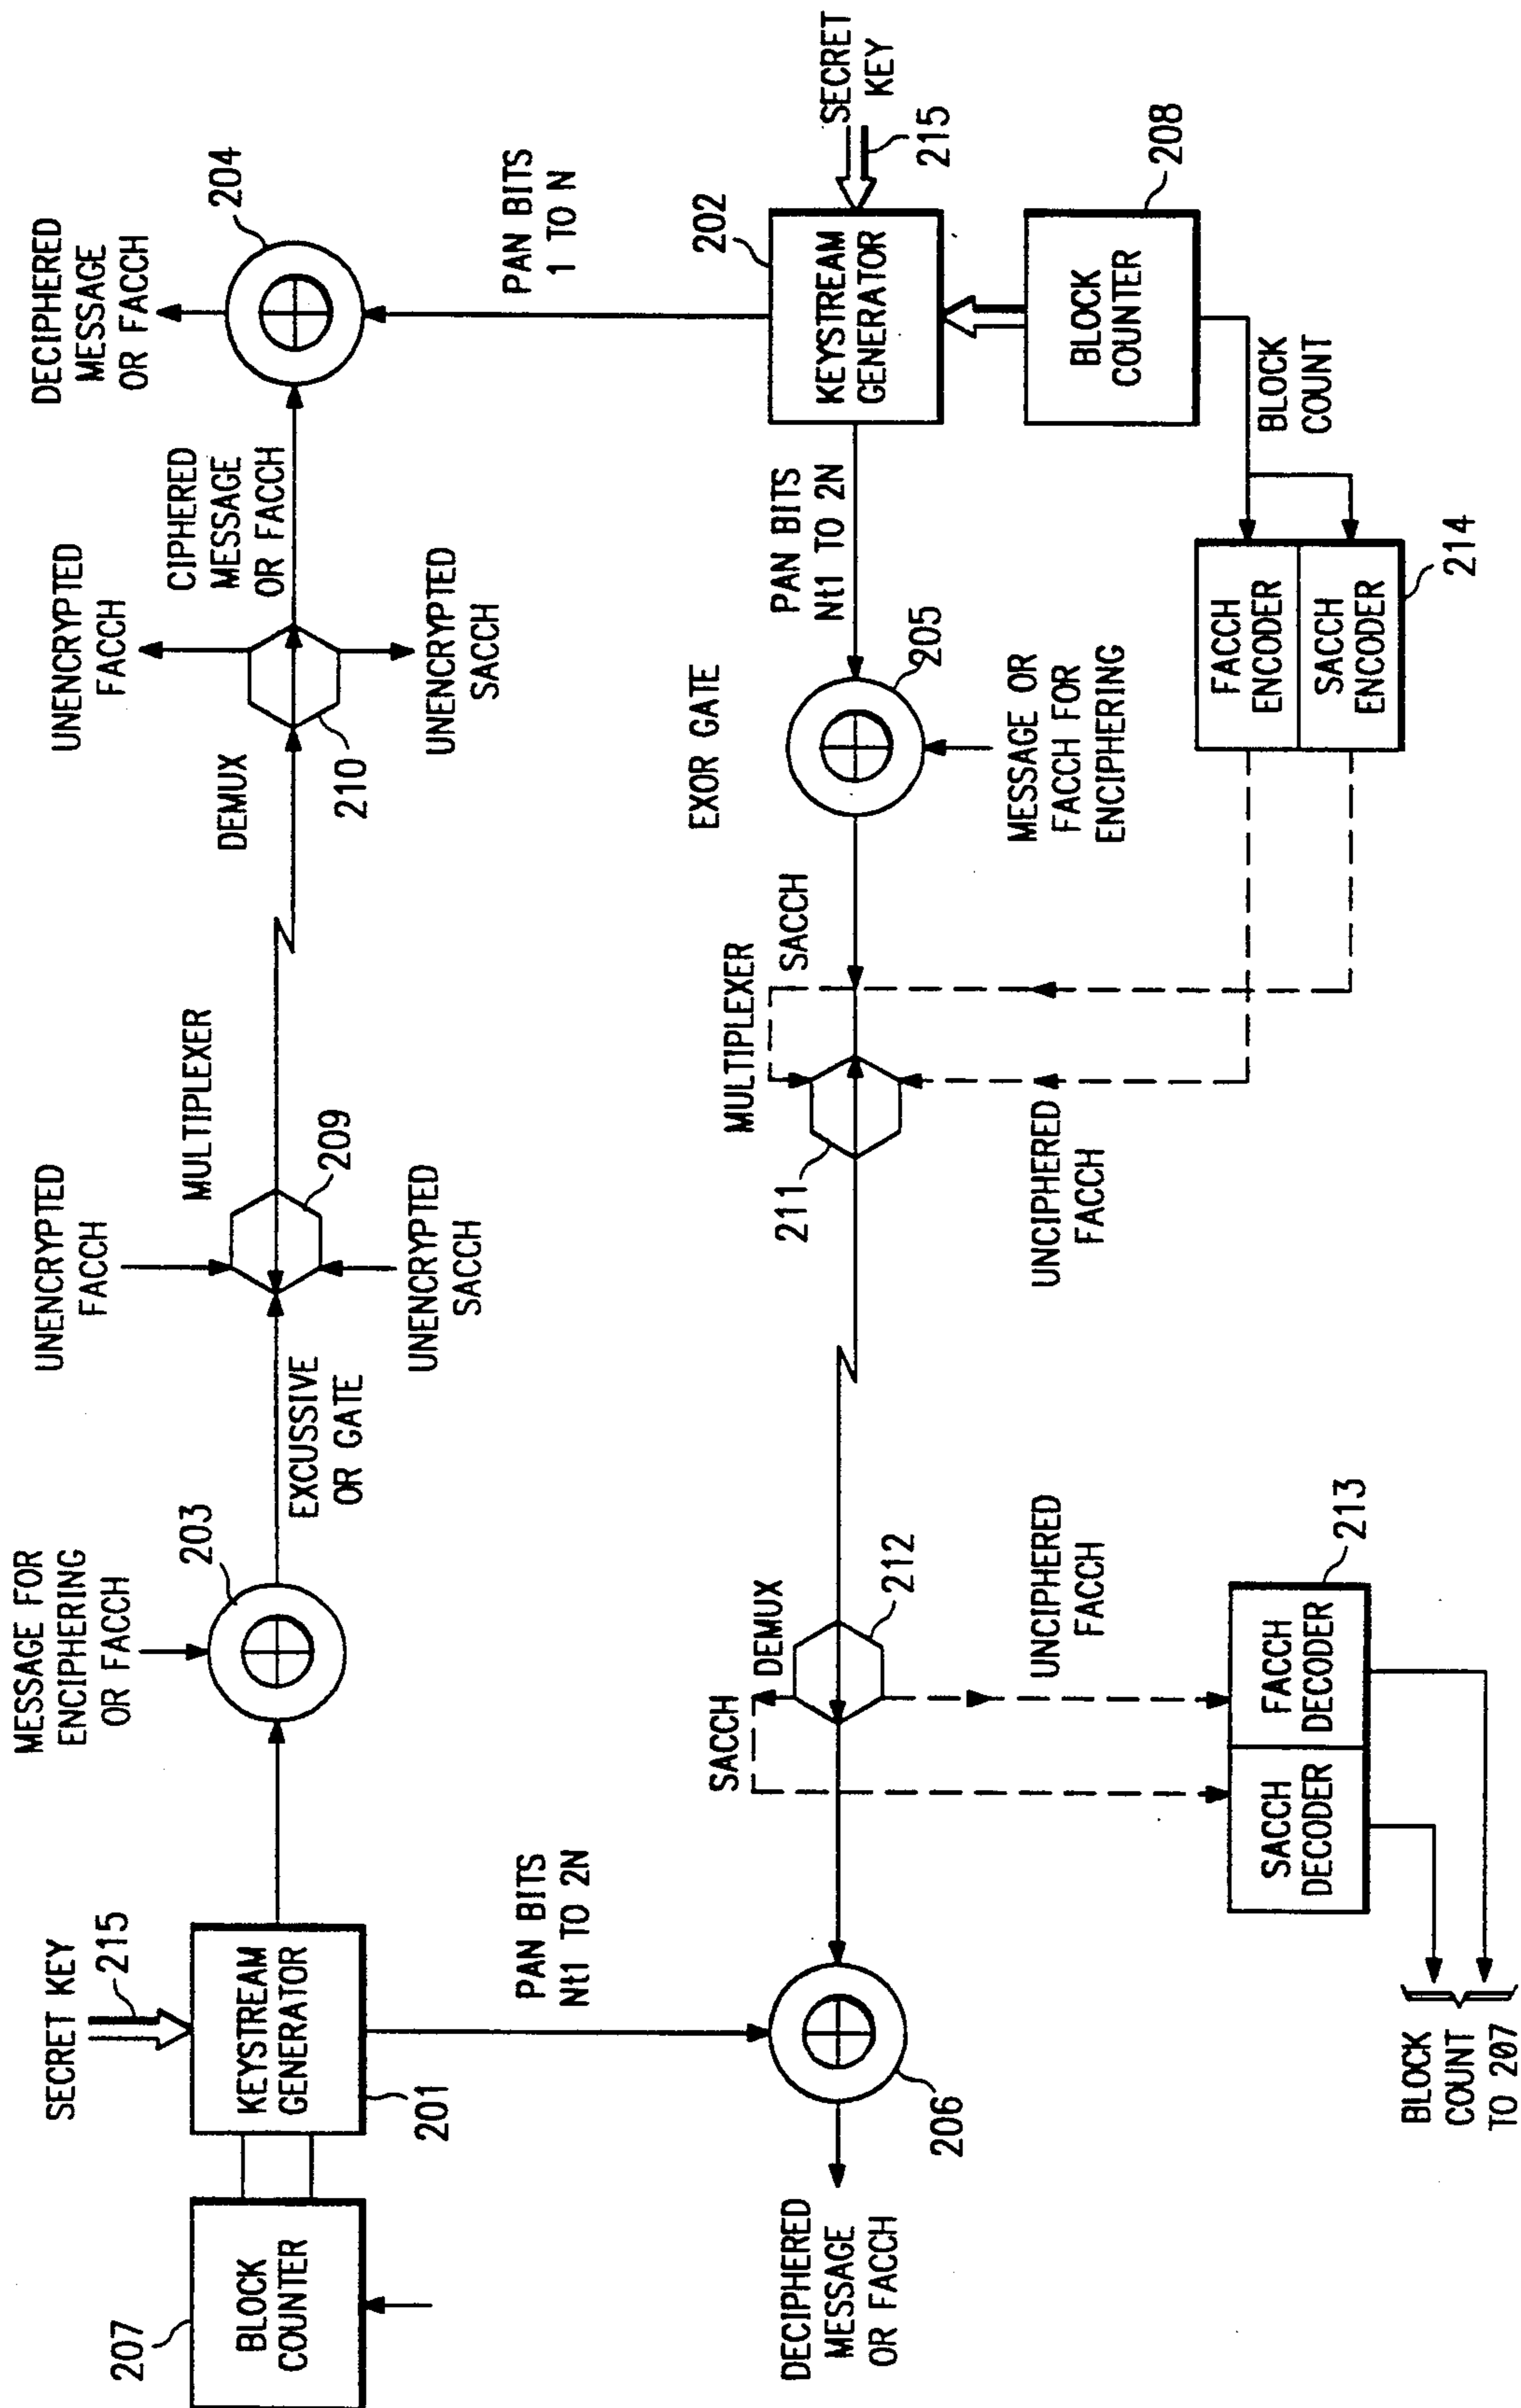 SECRET KEY
215
207
BLOCK
COUNTER
KEYSTREAM
GENERATOR
201
MESSAGE FOR
ENCIPHERING
OR FACCH
203
EXCUSSIVE
OR GATE
UNENCRYPTED
FACCH
MULTIPLEXER
209
UNENCRYPTED
SACCH
DEMUX
210
UNENCRYPTED
FACCH
UNENCRYPTED
SACCH
CIPHERED
MESSAGE
OR FACCH
DECIPHERED
MESSAGE
OR FACCH
204
PAN BITS
1 TO N
PAN BITS
Nt1 TO 2N
DECIPHERED
MESSAGE
OR FACCH
206
SACCH
DEMUX
212
UNCIPHERED
FACCH
SACCH
DECODER
FACCH
DECODER
213
BLOCK
COUNT
TO 207
MULTIPLEXER
211
SACCH
UNCIPHERED
FACCH
EXOR GATE
205
MESSAGE OR
FACCH FOR
ENCIPHERING
PAN BITS
Nt1 TO 2N
202
KEYSTREAM
GENERATOR
SECRET
KEY
215
BLOCK
COUNTER
208
BLOCK
COUNT
FACCH
ENCODER
SACCH
ENCODER
214